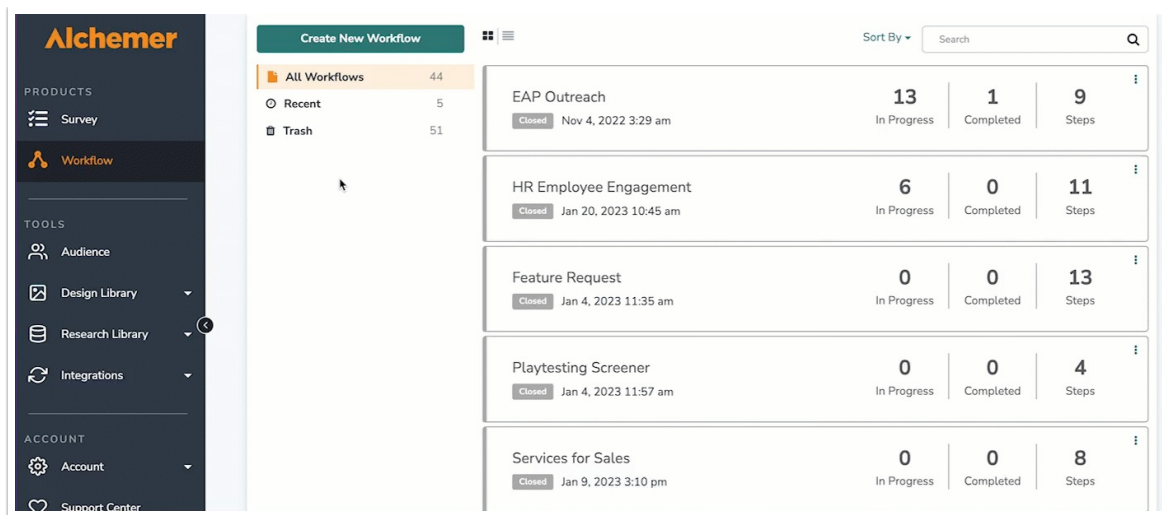 Alchemer
PRODUCTS
Survey
Workflow
TOOLS
Audience
Design Library
Research Library
Integrations
ACCOUNT
Account
Support Center
Create New Workflow
All Workflows 44
Recent 5
Trash 51
Sort By
Search
EAP Outreach
Closed Nov 4, 2022 3:29 am
13 1 9
In Progress Completed Steps
HR Employee Engagement
Closed Jan 20, 2023 10:45 am
6 0 11
In Progress Completed Steps
Feature Request
Closed Jan 4, 2023 11:35 am
0 0 13
In Progress Completed Steps
Playtesting Screener
Closed Jan 4, 2023 11:57 am
0 0 4
In Progress Completed Steps
Services for Sales
Closed Jan 9, 2023 3:10 pm
0 0 8
In Progress Completed Steps